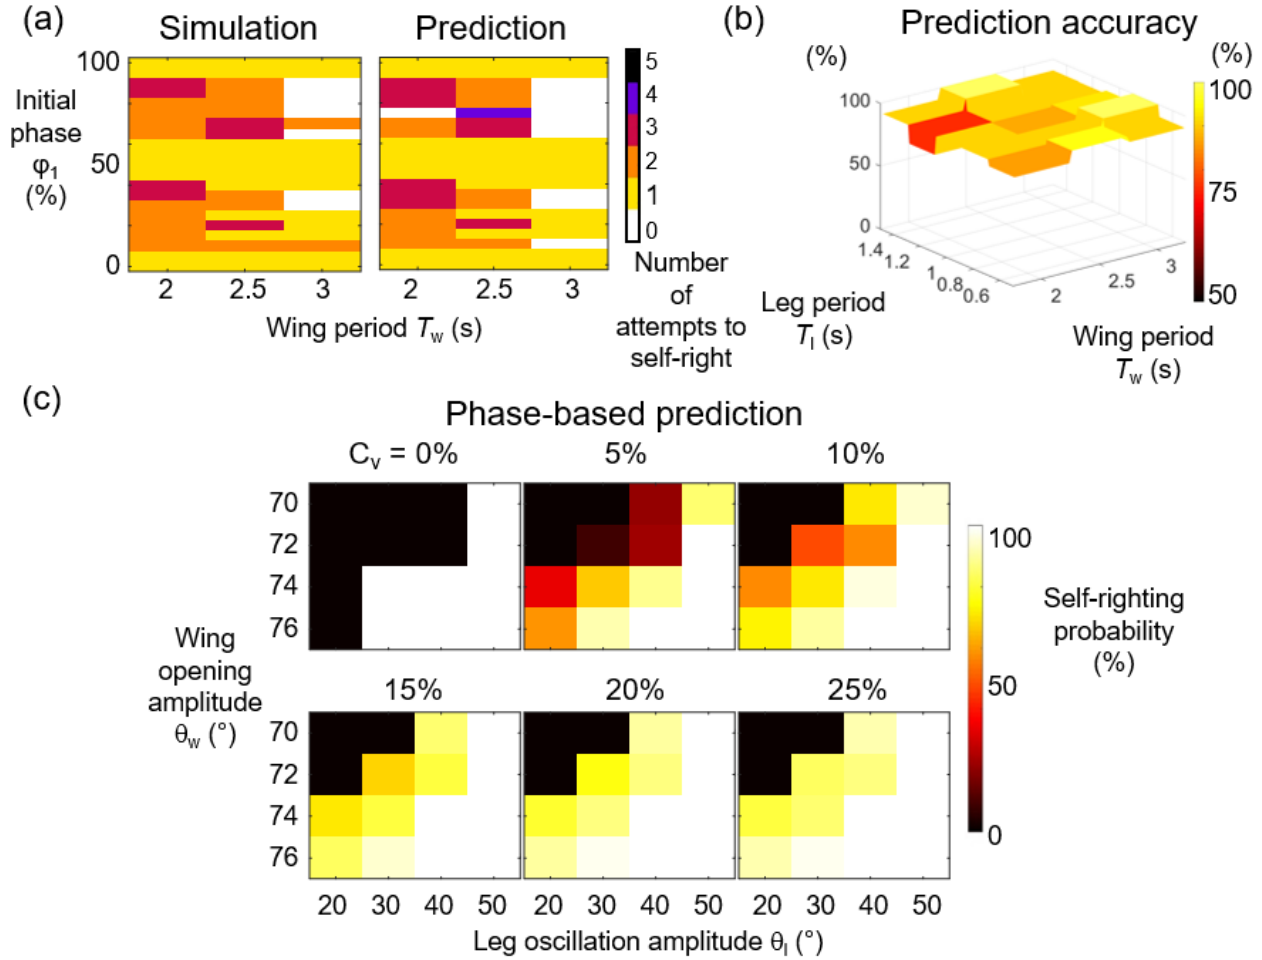 (a)
Simulation
Prediction
100
50
0
Initial
phase
φ1
(%)
2
2.5
3
2
2.5
3
Wing period Tw (s)
5
4
3
2
1
0
Number
of
attempts to
self-right
(b)
Prediction accuracy
(%)
100
50
0
1.4
1.2
1
0.8
0.6
2
2.5
3
Leg period
Tl (s)
Wing period
Tw (s)
(%)
100
75
50
(c)
Phase-based prediction
Cv = 0%
5%
10%
70
72
74
76
15%
20%
25%
70
72
74
76
Wing
opening
amplitude
θw (°)
20 30 40 50
20 30 40 50
20 30 40 50
Leg oscillation amplitude θl (°)
100
50
0
Self-righting
probability
(%)